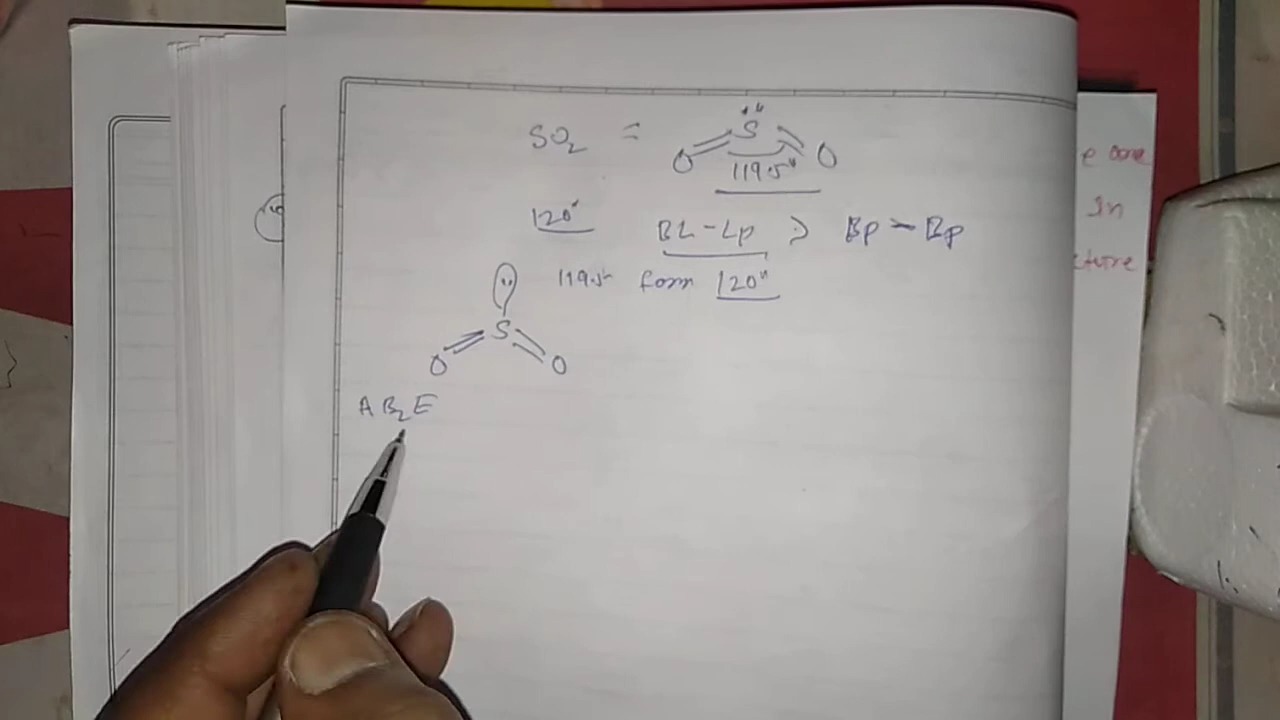 SO2 =
S
O O
119.5°
120° BL-Lp > Bp-Bp
119.5° form 120°
S
O O
AB2E
e one
In
cture